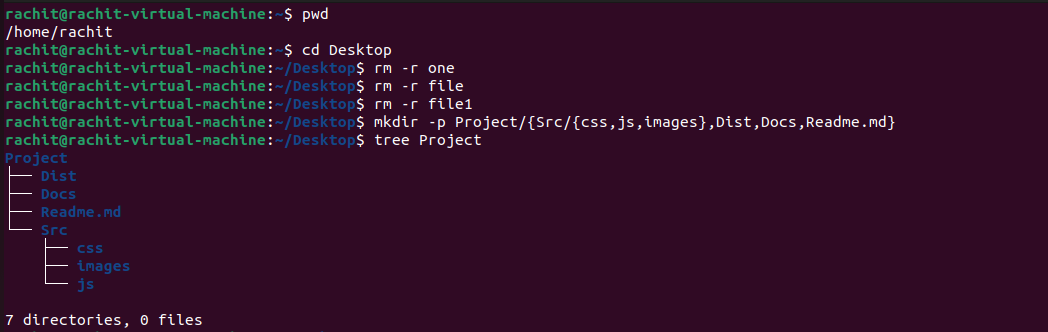 rachit@rachit-virtual-machine:~$ pwd
/home/rachit
rachit@rachit-virtual-machine:~$ cd Desktop
rachit@rachit-virtual-machine:~/Desktop$ rm -r one
rachit@rachit-virtual-machine:~/Desktop$ rm -r file
rachit@rachit-virtual-machine:~/Desktop$ rm -r file1
rachit@rachit-virtual-machine:~/Desktop$ mkdir -p Project/{Src/{css,js,images},Dist,Docs,Readme.md}
rachit@rachit-virtual-machine:~/Desktop$ tree Project
Project
├── Dist
├── Docs
├── Readme.md
└── Src
    ├── css
    ├── images
    └── js
7 directories, 0 files